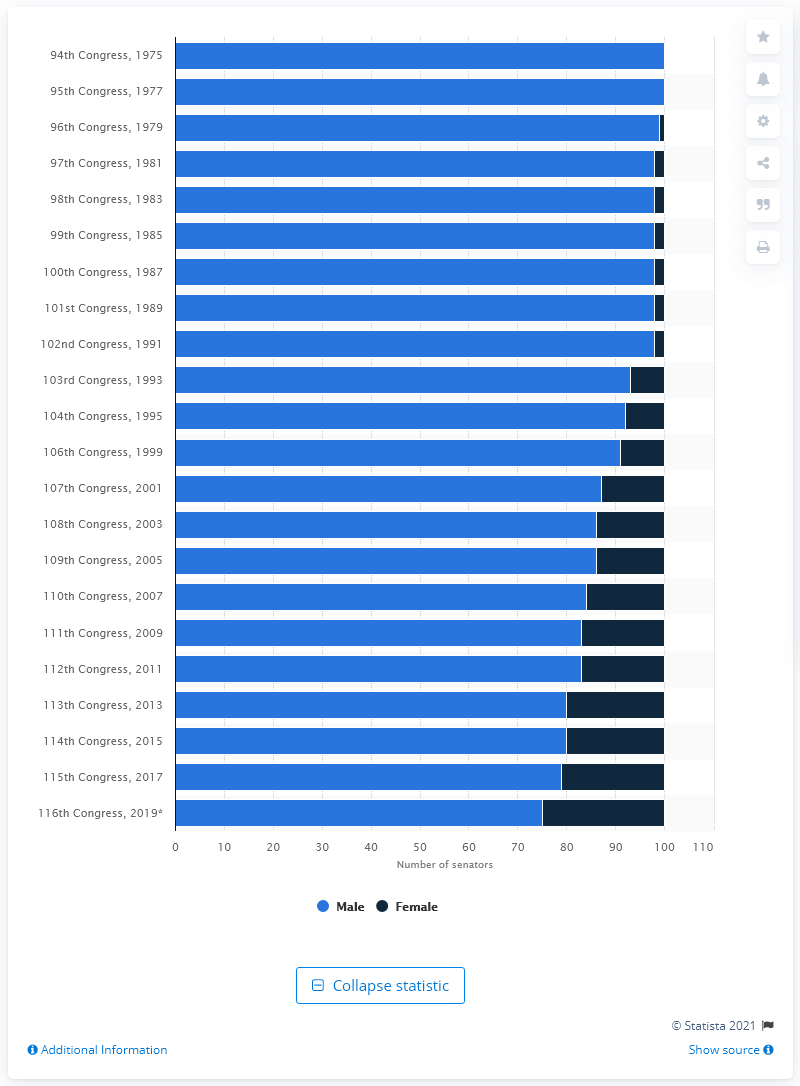 94th Congress, 1975
95th Congress, 1977
96th Congress, 1979
97th Congress, 1981
98th Congress, 1983
99th Congress, 1985
100th Congress, 1987
101st Congress, 1989
102nd Congress, 1991
103rd Congress, 1993
104th Congress, 1995
106th Congress, 1999
107th Congress, 2001
108th Congress, 2003
109th Congress, 2005
110th Congress, 2007
111th Congress, 2009
112th Congress, 2011
113th Congress, 2013
114th Congress, 2015
115th Congress, 2017
116th Congress, 2019*
0 10 20 30 40 50 60 70 80 90 100 110
Number of senators
Male Female
Collapse statistic
© Statista 2021
Additional Information
Show source